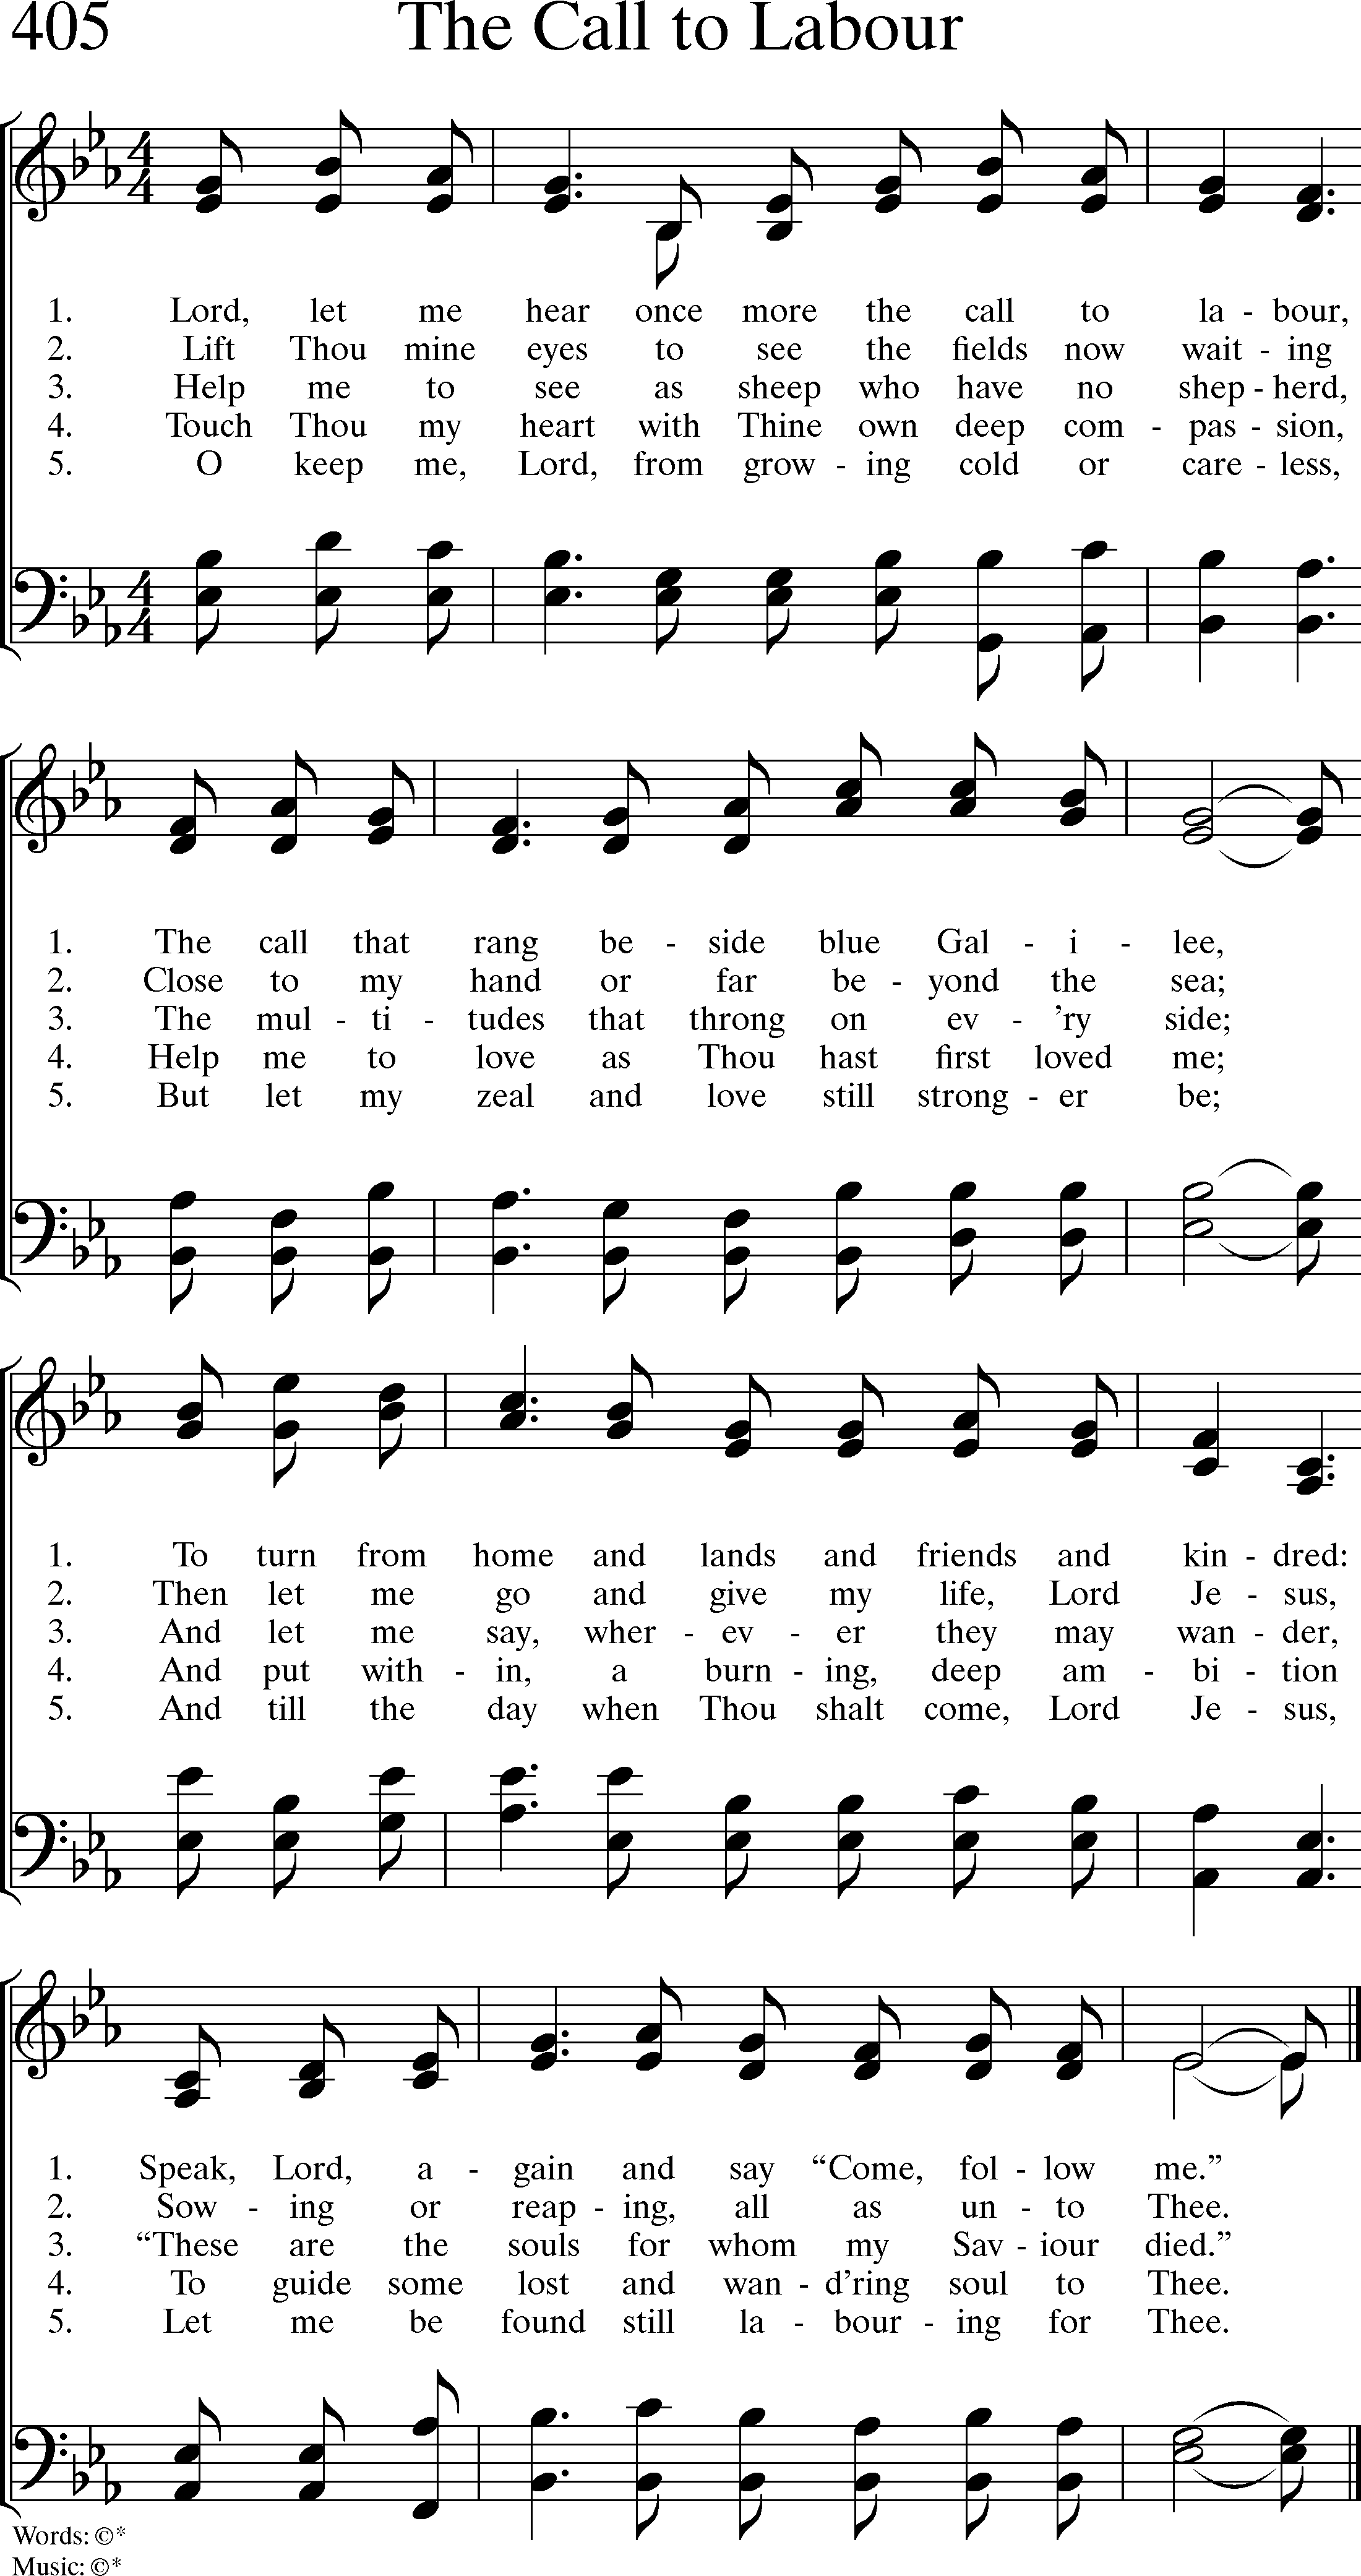 405 The Call to Labour
1. Lord, let me hear once more the call to la - bour,
2. Lift Thou mine eyes to see the fields now wait - ing
3. Help me to see as sheep who have no shep - herd,
4. Touch Thou my heart with Thine own deep com - pas - sion,
5. O keep me, Lord, from grow - ing cold or care - less,
1. The call that rang be - side blue Gal - i - lee,
2. Close to my hand or far be - yond the sea;
3. The mul - ti - tudes that throng on ev - 'ry side;
4. Help me to love as Thou hast first loved me;
5. But let my zeal and love still strong - er be;
1. To turn from home and lands and friends and kin - dred:
2. Then let me go and give my life, Lord Je - sus,
3. And let me say, wher - ev - er they may wan - der,
4. And put with - in, a burn - ing, deep am - bi - tion
5. And till the day when Thou shalt come, Lord Je - sus,
1. Speak, Lord, a - gain and say “Come, fol - low me.”
2. Sow - ing or reap - ing, all as un - to Thee.
3. “These are the souls for whom my Sav - iour died.”
4. To guide some lost and wan - d'ring soul to Thee.
5. Let me be found still la - bour - ing for Thee.
Words: ©*
Music: ©*